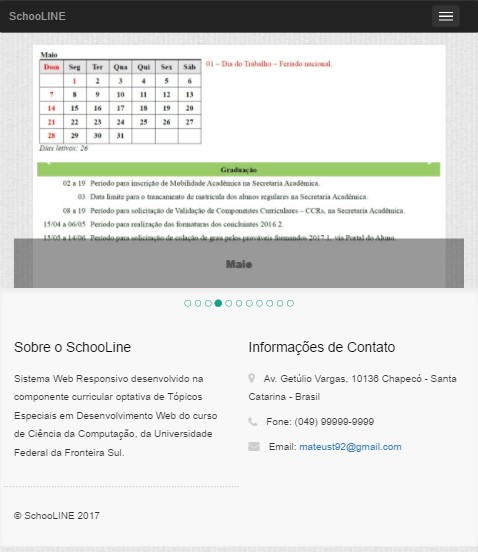 SchooLINE
Maio
Dom Seg Ter Qua Qui Sex Sáb
1 2 3 4 5 6
7 8 9 10 11 12 13
14 15 16 17 18 19 20
21 22 23 24 25 26 27
28 29 30 31
Dias letivos: 26
01 – Dia do Trabalho – Feriado nacional.
Graduação
02 a 19 Período para inscrição de Mobilidade Acadêmica na Secretaria Acadêmica.
03 Data limite para o trancamento de matrícula dos alunos regulares na Secretaria Acadêmica.
08 a 19 Período para solicitação de Validação de Componentes Curriculares – CCRs, na Secretaria Acadêmica.
15/04 a 06/05 Período para realização das formaturas dos concluintes 2016.2.
15/05 a 14/06 Período para solicitação de colação de grau pelos prováveis formandos 2017.1, via Portal do Aluno.
Maio
Sobre o SchooLine
Sistema Web Responsivo desenvolvido na
componente curricular optativa de Tópicos
Especiais em Desenvolvimento Web do curso
de Ciência da Computação, da Universidade
Federal da Fronteira Sul.
Informações de Contato
Av. Getúlio Vargas, 10136 Chapecó - Santa
Catarina - Brasil
Fone: (049) 99999-9999
Email: mateust92@gmail.com
© SchooLINE 2017